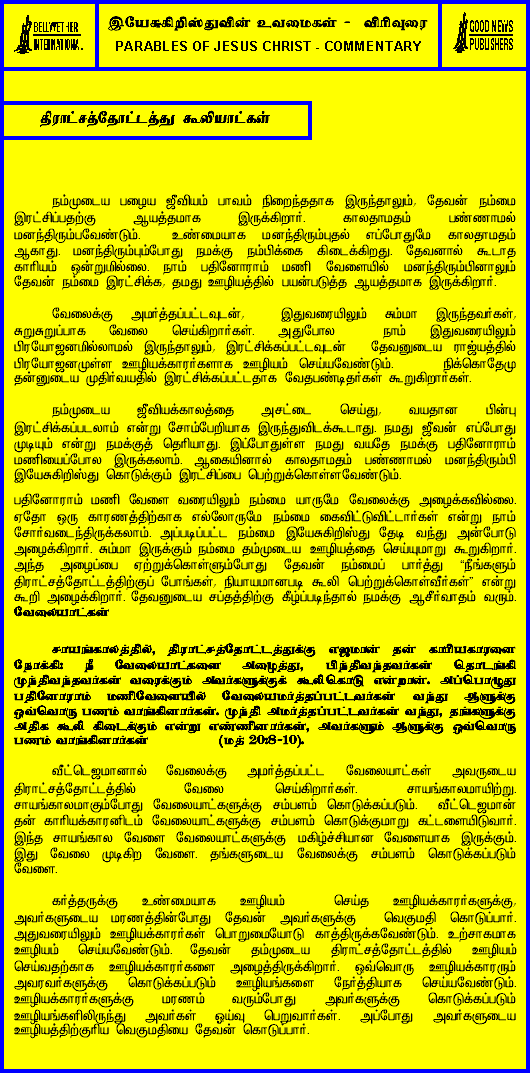 BELLWETHER
INTERNATIONAL
இயேசுகிறிஸ்துவின் உவமைகள் - விரிவுரை
PARABLES OF JESUS CHRIST - COMMENTARY
GOOD NEWS
PUBLISHERS
திராட்சத்தோட்டத்து கூலியாட்கள்
நம்முடைய பழைய ஜீவியம் பாவம் நிறைந்ததாக இருந்தாலும், தேவன் நம்மை
இரட்சிப்பதற்கு ஆயத்தமாக இருக்கிறார். காலதாமதம் பண்ணாமல்
மனந்திரும்பவேண்டும். உண்மையாக மனந்திரும்புதல் எப்போதுமே காலதாமதம்
ஆகாது. மனந்திரும்பும்போது நமக்கு நம்பிக்கை கிடைக்கிறது. தேவனால் கூடாத
காரியம் ஒன்றுமில்லை. நாம் பதினோராம் மணி வேளையில் மனந்திரும்பினாலும்
தேவன் நம்மை இரட்சிக்க, தமது ஊழியத்தில் பயன்படுத்த ஆயத்தமாக இருக்கிறார்.
வேலைக்கு அமர்த்தப்பட்டவுடன், இதுவரையிலும் சும்மா இருந்தவர்கள்,
சுறுசுறுப்பாக வேலை செய்கிறார்கள். அதுபோல நாம் இதுவரையிலும்
பிரயோஜனமில்லாமல் இருந்தாலும், இரட்சிக்கப்பட்டவுடன் தேவனுடைய ராஜ்யத்தில்
பிரயோஜனமுள்ள ஊழியக்காரர்களாக ஊழியம் செய்யவேண்டும். நிக்கொதேமு
தன்னுடைய முதிர்வயதில் இரட்சிக்கப்பட்டதாக வேதபண்டிதர்கள் கூறுகிறார்கள்.
நம்முடைய ஜீவியக்காலத்தை அசட்டை செய்து, வயதான பின்பு
இரட்சிக்கப்படலாம் என்று சோம்பேறியாக இருந்துவிடக்கூடாது. நமது ஜீவன் எப்போது
முடியும் என்று நமக்குத் தெரியாது. இப்போதுள்ள நமது வயதே நமக்கு பதினோராம்
மணியைப்போல இருக்கலாம். ஆகையினால் காலதாமதம் பண்ணாமல் மனந்திரும்பி
இயேசுகிறிஸ்து கொடுக்கும் இரட்சிப்பை பெற்றுக்கொள்ளவேண்டும்.
பதினோராம் மணி வேளை வரையிலும் நம்மை யாருமே வேலைக்கு அழைக்கவில்லை.
ஏதோ ஒரு காரணத்திற்காக எல்லோருமே நம்மை கைவிட்டுவிட்டார்கள் என்று நாம்
சோர்வடைந்திருக்கலாம். அப்படிப்பட்ட நம்மை இயேசுகிறிஸ்து தேடி வந்து அன்போடு
அழைக்கிறார். சும்மா இருக்கும் நம்மை தம்முடைய ஊழியத்தை செய்யுமாறு கூறுகிறார்.
அந்த அழைப்பை ஏற்றுக்கொள்ளும்போது தேவன் நம்மைப் பார்த்து "நீங்களும்
திராட்சத்தோட்டத்திற்குப் போங்கள், நியாயமானபடி கூலி பெற்றுக்கொள்வீர்கள்" என்று
கூறி அழைக்கிறார். தேவனுடைய சப்தத்திற்கு கீழ்ப்படிந்தால் நமக்கு ஆசீர்வாதம் வரும்.
வேலையாட்கள்
சாயங்காலத்தில், திராட்சத்தோட்டத்துக்கு எஜமான் தன் காரியகாரனை
நோக்கி: நீ வேலையாட்களை அழைத்து, பிந்திவந்தவர்கள் தொடங்கி
முந்திவந்தவர்கள் வரைக்கும் அவர்களுக்குக் கூலிகொடு என்றான். அப்பொழுது
பதினோராம் மணிவேளையில் வேலையமர்த்தப்பட்டவர்கள் வந்து ஆளுக்கு
ஒவ்வொரு பணம் வாங்கினார்கள். முந்தி அமர்த்தப்பட்டவர்கள் வந்து, தங்களுக்கு
அதிக கூலி கிடைக்கும் என்று எண்ணினார்கள், அவர்களும் ஆளுக்கு ஒவ்வொரு
பணம் வாங்கினார்கள் (மத் 20:8-10).
வீட்டெஜமானால் வேலைக்கு அமர்த்தப்பட்ட வேலையாட்கள் அவருடைய
திராட்சத்தோட்டத்தில் வேலை செய்கிறார்கள். சாயங்காலமாயிற்று.
சாயங்காலமாகும்போது வேலையாட்களுக்கு சம்பளம் கொடுக்கப்படும். வீட்டெஜமான்
தன் காரியக்காரனிடம் வேலையாட்களுக்கு சம்பளம் கொடுக்குமாறு கட்டளையிடுவார்.
இந்த சாயங்கால வேளை வேலையாட்களுக்கு மகிழ்ச்சியான வேளையாக இருக்கும்.
இது வேலை முடிகிற வேளை. தங்களுடைய வேலைக்கு சம்பளம் கொடுக்கப்படும்
வேளை.
கர்த்தருக்கு உண்மையாக ஊழியம் செய்த ஊழியக்காரர்களுக்கு,
அவர்களுடைய மரணத்தின்போது தேவன் அவர்களுக்கு வெகுமதி கொடுப்பார்.
அதுவரையிலும் ஊழியக்காரர்கள் பொறுமையோடு காத்திருக்கவேண்டும். உற்சாகமாக
ஊழியம் செய்யவேண்டும். தேவன் தம்முடைய திராட்சத்தோட்டத்தில் ஊழியம்
செய்வதற்காக ஊழியக்காரர்களை அழைத்திருக்கிறார். ஒவ்வொரு ஊழியக்காரரும்
அவரவர்களுக்கு கொடுக்கப்படும் ஊழியங்களை நேர்த்தியாக செய்யவேண்டும்.
ஊழியக்காரர்களுக்கு மரணம் வரும்போது அவர்களுக்கு கொடுக்கப்படும்
ஊழியங்களிலிருந்து அவர்கள் ஓய்வு பெறுவார்கள். அப்போது அவர்களுடைய
ஊழியத்திற்குரிய வெகுமதியை தேவன் கொடுப்பார்.